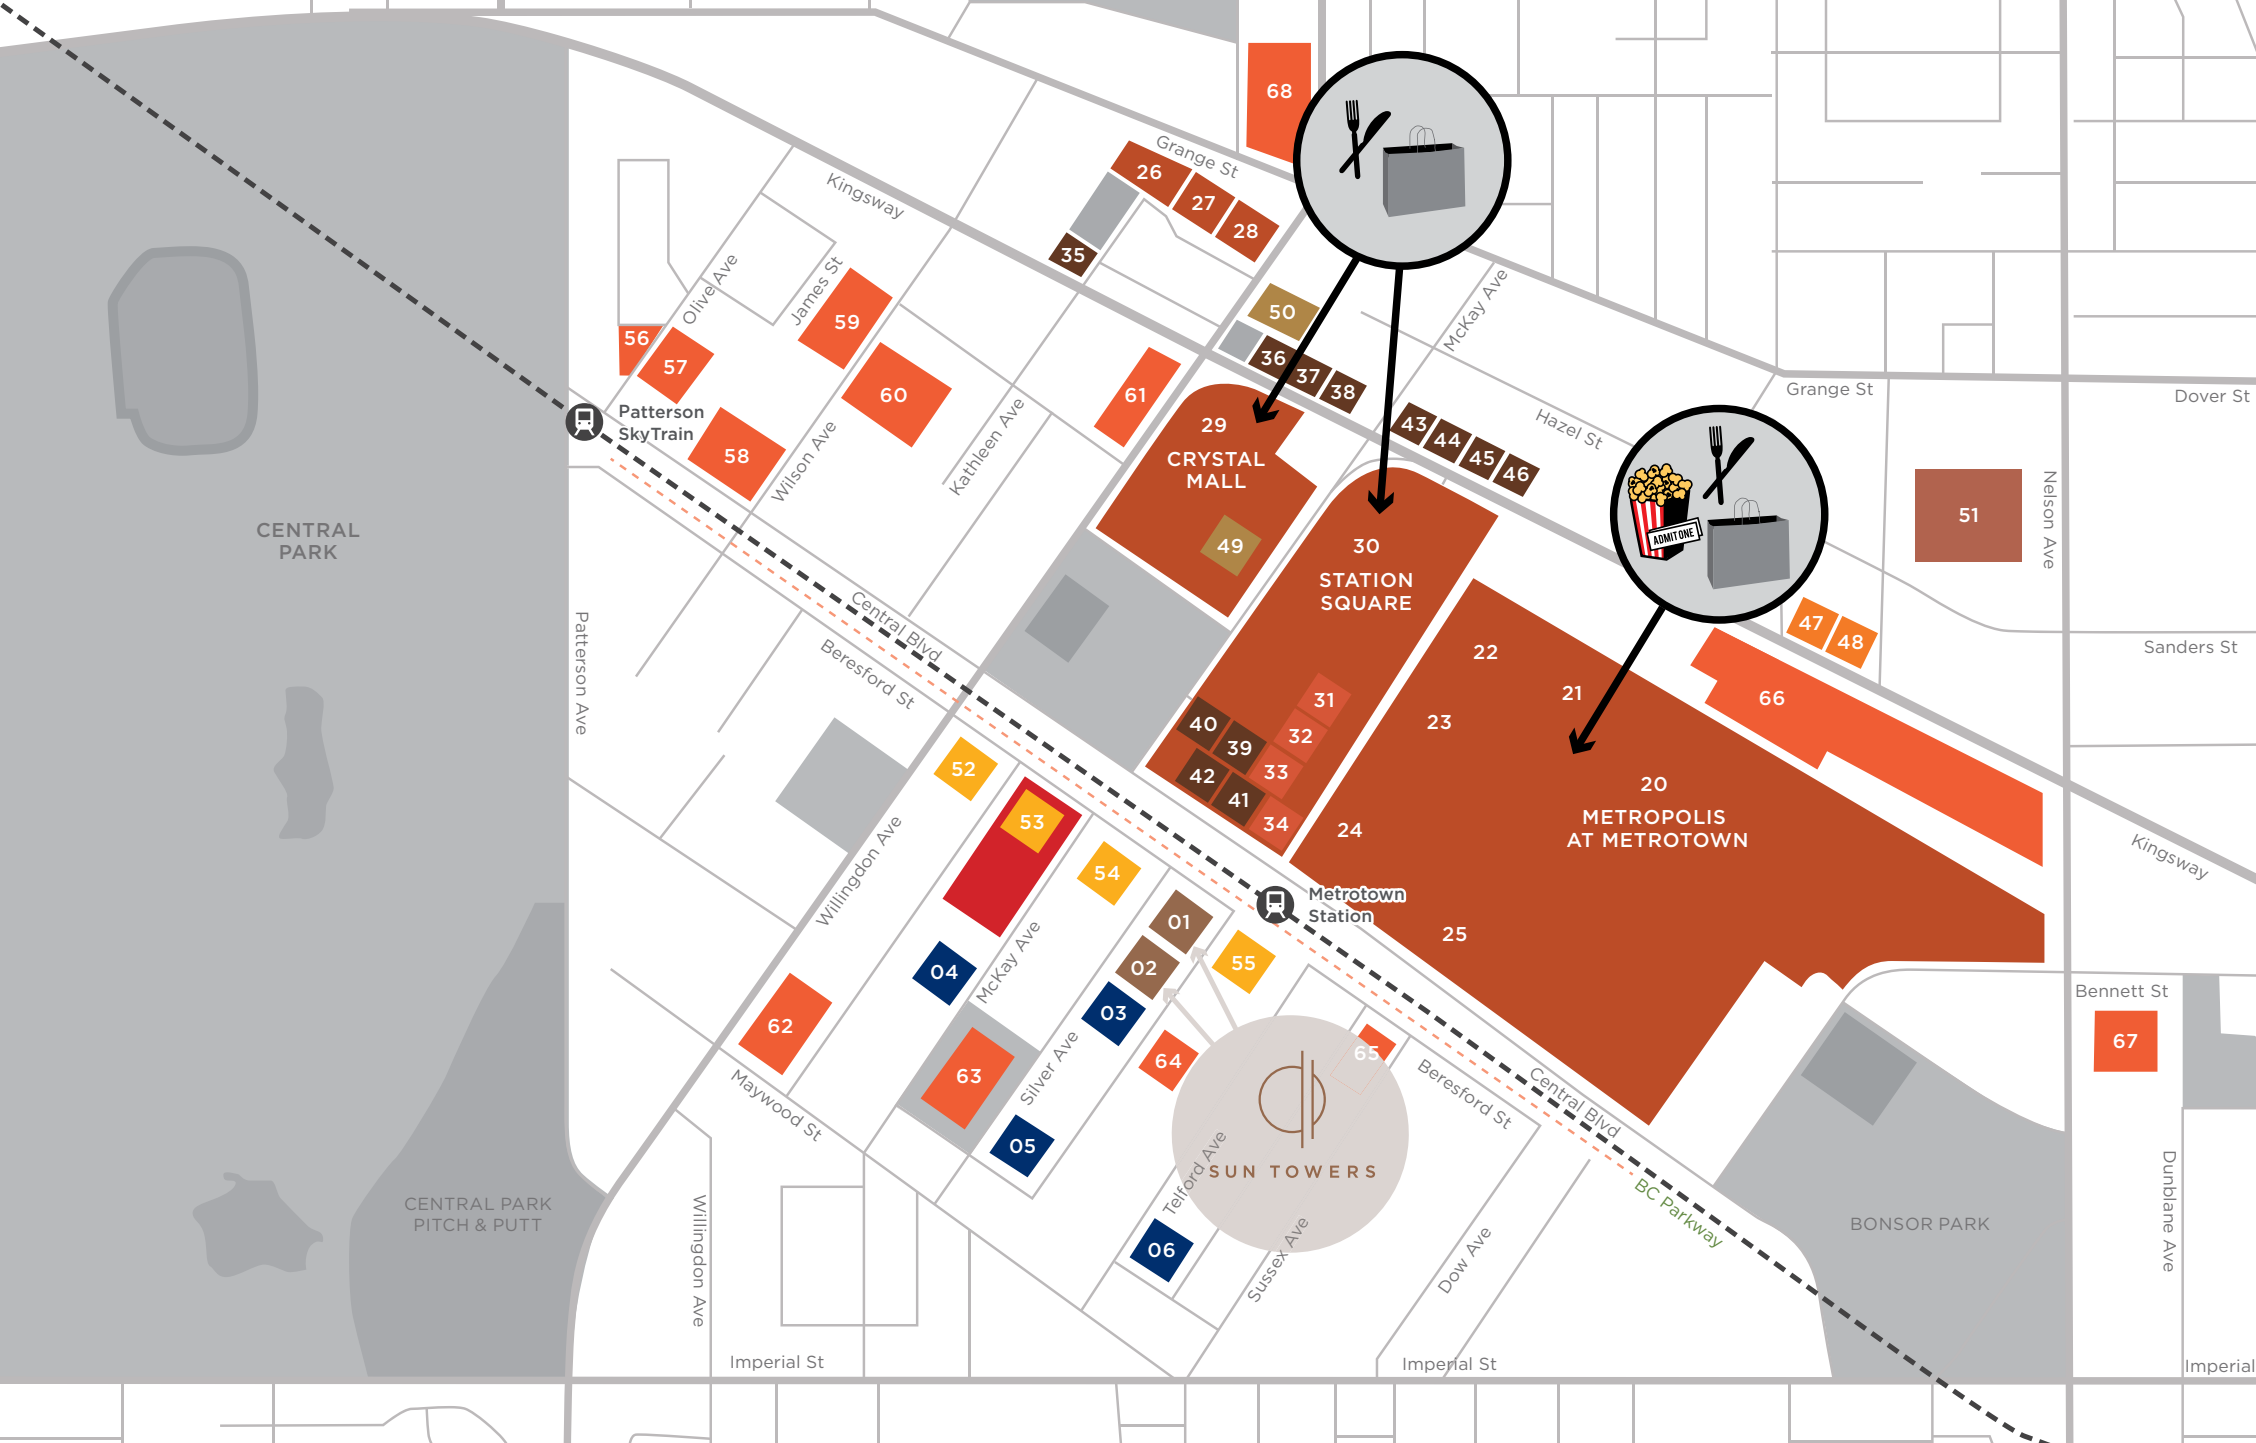 68
Grange St
26
27
28
Kingsway
35
Olive Ave
James St
59
50
McKay Ave
56
57
36
37
38
60
61
Grange St
Dover St
Patterson
SkyTrain
58
Wilson Ave
Kathleen Ave
29
CRYSTAL
MALL
43
44
45
46
Hazel St
ADMIT ONE
51
Nelson Ave
CENTRAL
PARK
49
30
STATION
SQUARE
Patterson Ave
Central Blvd
Beresford St
47
48
Sanders St
22
21
23
66
31
40
39
32
42
33
41
34
24
20
METROPOLIS
AT METROTOWN
52
53
54
Willingdon Ave
Kingsway
Metrotown
Station
01
02
55
25
04
McKay Ave
03
62
63
Silver Ave
64
65
Bennett St
67
Maywood St
05
Beresford St
Central Blvd
SUN TOWERS
Telford Ave
BC Parkway
CENTRAL PARK
PITCH & PUTT
BONSOR PARK
Dunblane Ave
Willingdon Ave
06
Sussex Ave
Dow Ave
Imperial St
Imperial St
Imperial